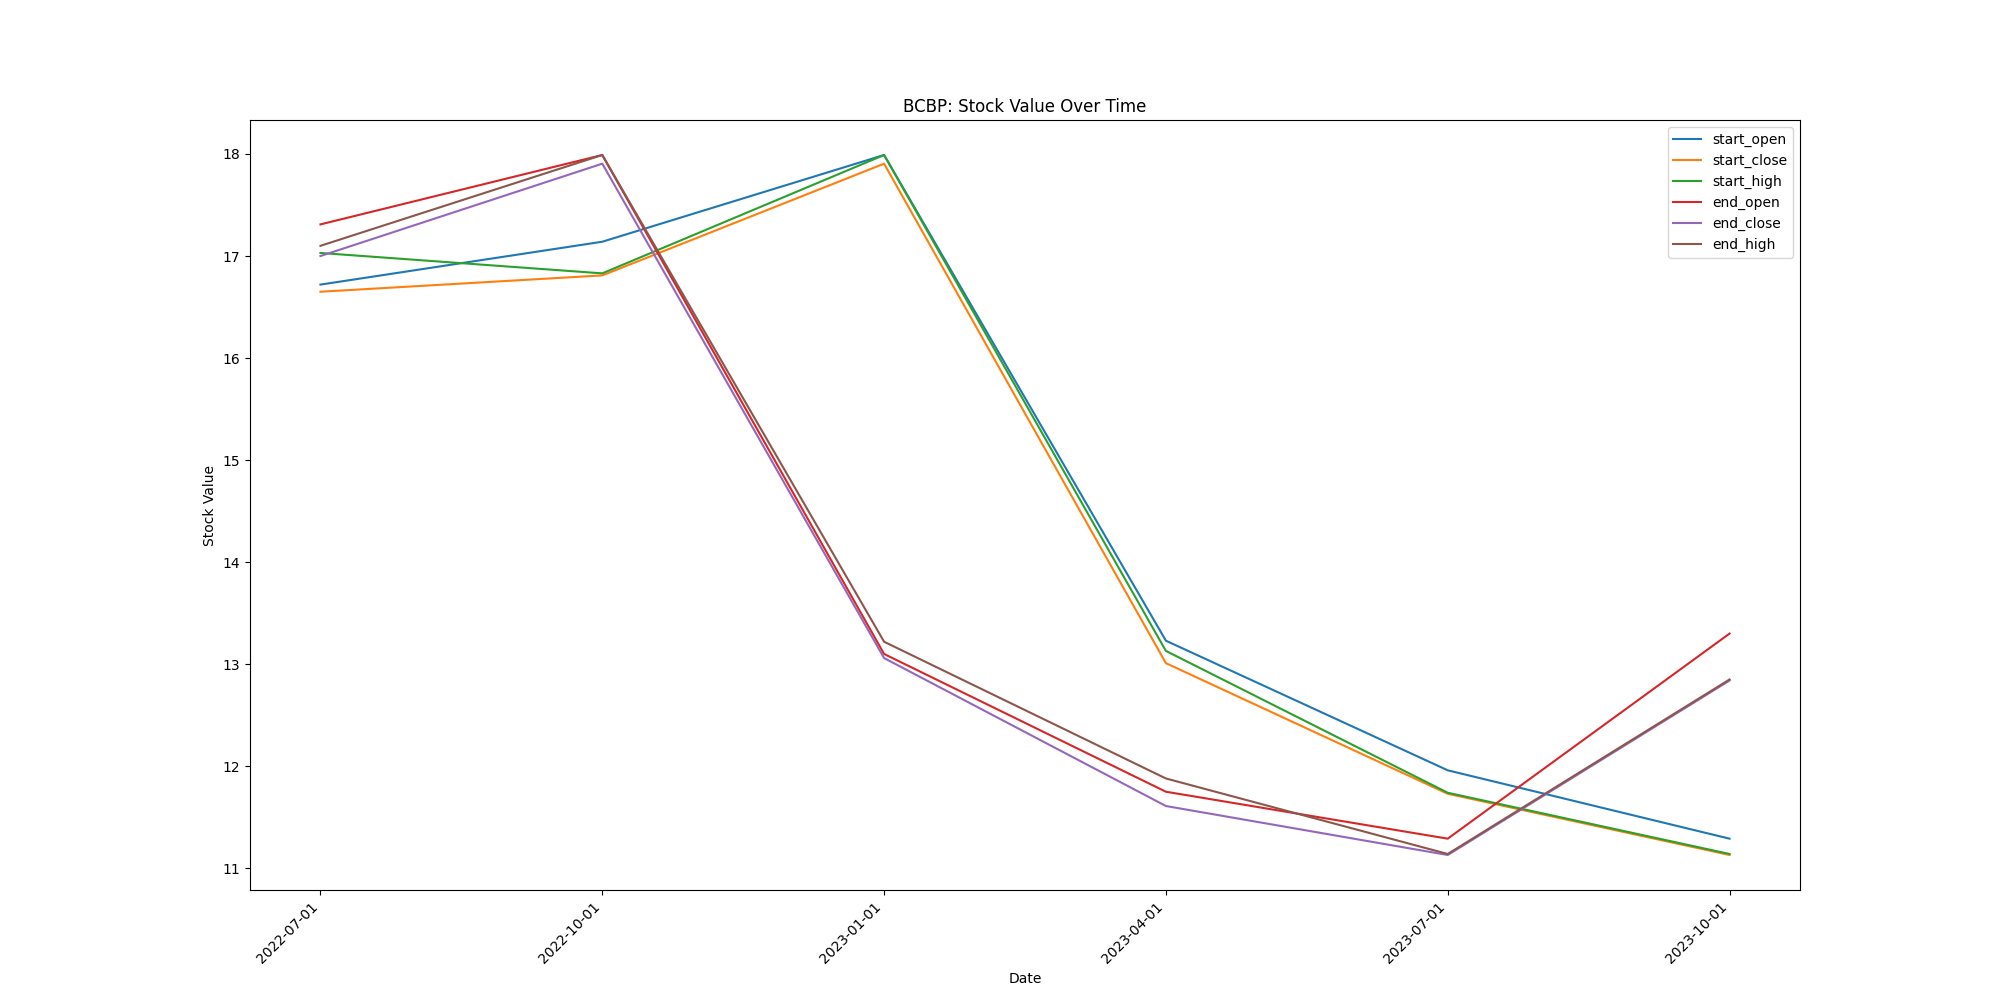 BCBP: Stock Value Over Time
start_open
start_close
start_high
end_open
end_close
end_high
Stock Value
18
17
16
15
14
13
12
11
2022-07-01
2022-10-01
2023-01-01
2023-04-01
2023-07-01
2023-10-01
Date